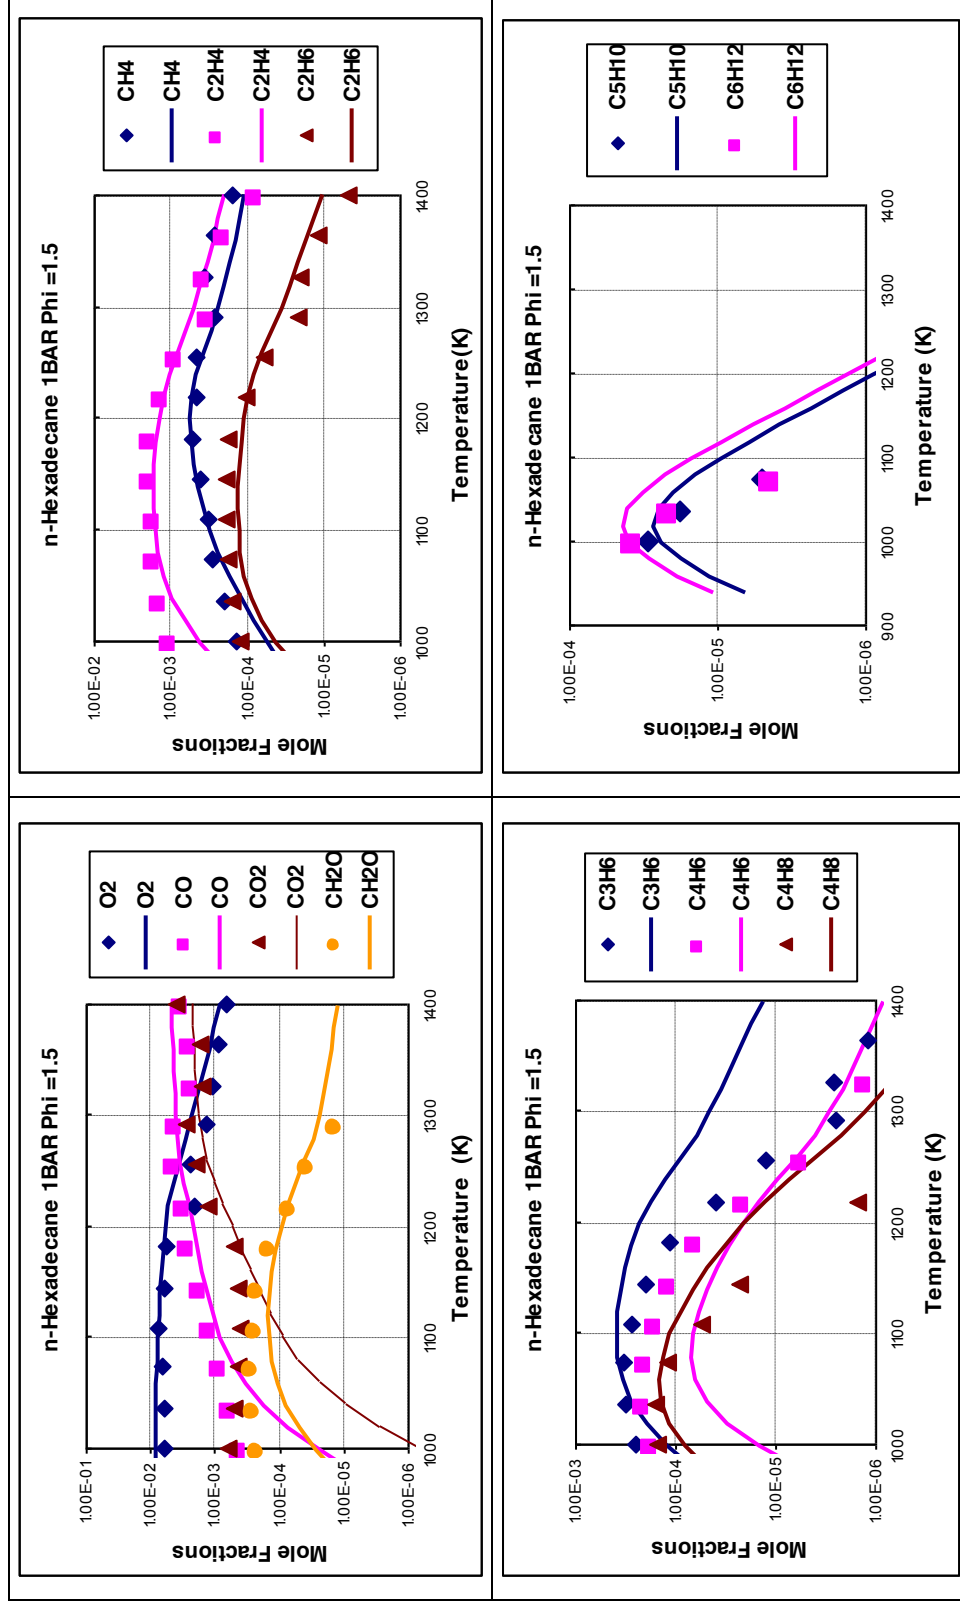 n-Hexadecane 1BAR Phi =1.5
Mole Fractions
1.00E-01
1.00E-02
1.00E-03
1.00E-04
1.00E-05
1.00E-06
1000 1100 1200 1300 1400
Temperature (K)
O2
O2
CO
CO
CO2
CO2
CH2O
CH2O
n-Hexadecane 1BAR Phi =1.5
Mole Fractions
1.00E-02
1.00E-03
1.00E-04
1.00E-05
1.00E-06
1000 1100 1200 1300 1400
Temperature(K)
CH4
CH4
C2H4
C2H4
C2H6
C2H6
n-Hexadecane 1BAR Phi =1.5
Mole Fractions
1.00E-03
1.00E-04
1.00E-05
1.00E-06
1000 1100 1200 1300 1400
Temperature (K)
C3H6
C3H6
C4H6
C4H6
C4H8
C4H8
n-Hexadecane 1BAR Phi =1.5
Mole Fractions
1.00E-04
1.00E-05
1.00E-06
900 1000 1100 1200 1300 1400
Temperature (K)
C5H10
C5H10
C6H12
C6H12